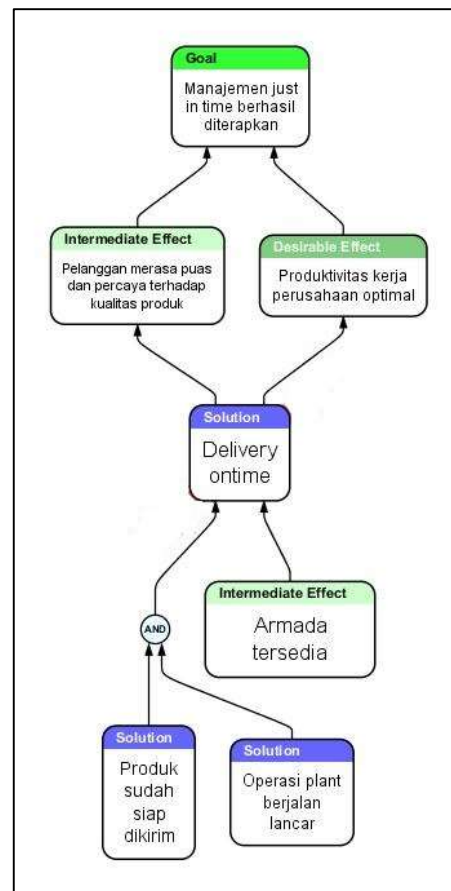 Goal
Manajemen just
in time berhasil
diterapkan
Intermediate Effect
Pelanggan merasa puas
dan percaya terhadap
kualitas produk
Desirable Effect
Produktivitas kerja
perusahaan optimal
Solution
Delivery
ontime
Intermediate Effect
Armada
tersedia
AND
Solution
Produk
sudah
siap
dikirim
Solution
Operasi plant
berjalan
lancar